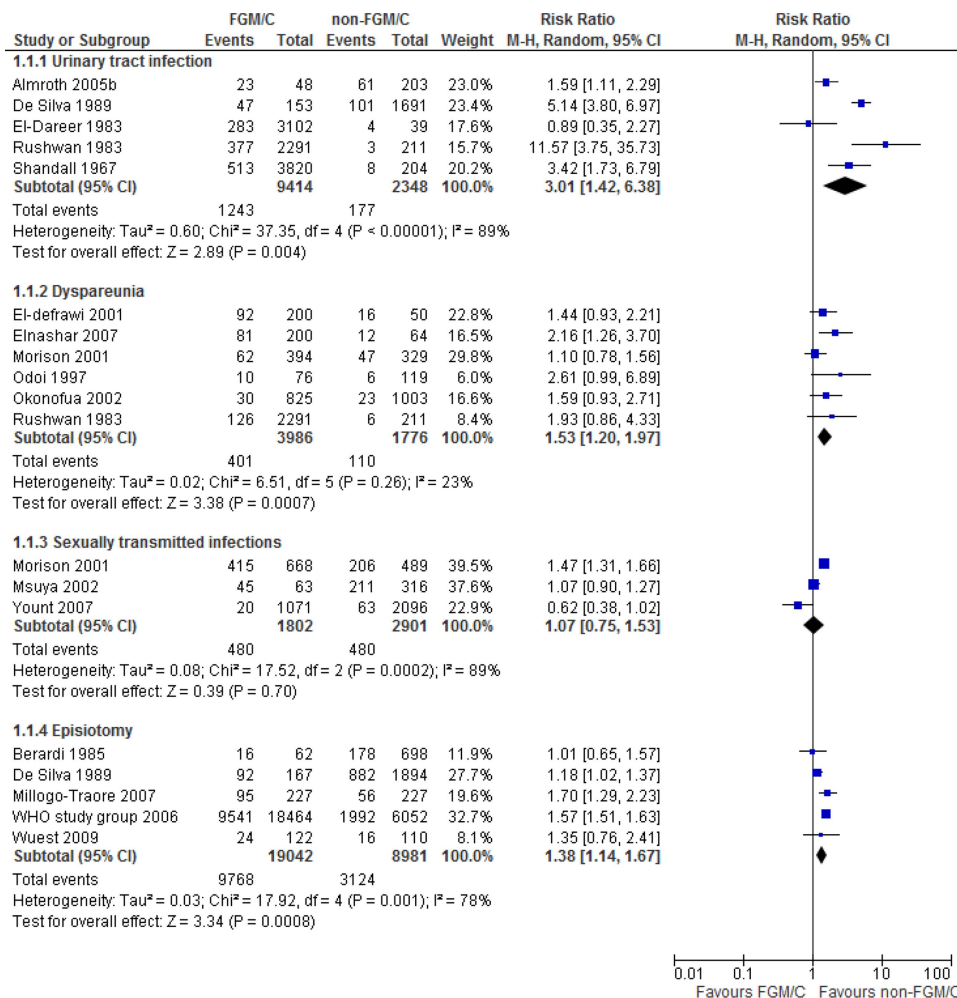 FGM/C non-FGM/C Risk Ratio Risk Ratio
Study or Subgroup Events Total Events Total Weight M-H, Random, 95% CI M-H, Random, 95% CI
1.1.1 Urinary tract infection
Almroth 2005b 23 48 61 203 23.0% 1.59 [1.11, 2.29]
De Silva 1989 47 153 101 1691 23.4% 5.14 [3.80, 6.97]
El-Dareer 1983 283 3102 4 39 17.6% 0.89 [0.35, 2.27]
Rushwan 1983 377 2291 3 211 15.7% 11.57 [3.75, 35.73]
Shandall 1967 513 3820 8 204 20.2% 3.42 [1.73, 6.79]
Subtotal (95% CI) 9414 2348 100.0% 3.01 [1.42, 6.38]
Total events 1243 177
Heterogeneity: Tau² = 0.60; Chi² = 37.35, df = 4 (P < 0.00001); I² = 89%
Test for overall effect: Z = 2.89 (P = 0.004)
1.1.2 Dyspareunia
El-defrawi 2001 92 200 16 50 22.8% 1.44 [0.93, 2.21]
Elnashar 2007 81 200 12 64 16.5% 2.16 [1.26, 3.70]
Morison 2001 62 394 47 329 29.8% 1.10 [0.78, 1.56]
Odoi 1997 10 76 6 119 6.0% 2.61 [0.99, 6.89]
Okonofua 2002 30 825 23 1003 16.6% 1.59 [0.93, 2.71]
Rushwan 1983 126 2291 6 211 8.4% 1.93 [0.86, 4.33]
Subtotal (95% CI) 3986 1776 100.0% 1.53 [1.20, 1.97]
Total events 401 110
Heterogeneity: Tau² = 0.02; Chi² = 6.51, df = 5 (P = 0.26); I² = 23%
Test for overall effect: Z = 3.38 (P = 0.0007)
1.1.3 Sexually transmitted infections
Morison 2001 415 668 206 489 39.5% 1.47 [1.31, 1.66]
Msuya 2002 45 63 211 316 37.6% 1.07 [0.90, 1.27]
Yount 2007 20 1071 63 2096 22.9% 0.62 [0.38, 1.02]
Subtotal (95% CI) 1802 2901 100.0% 1.07 [0.75, 1.53]
Total events 480 480
Heterogeneity: Tau² = 0.08; Chi² = 17.52, df = 2 (P = 0.0002); I² = 89%
Test for overall effect: Z = 0.39 (P = 0.70)
1.1.4 Episiotomy
Berardi 1985 16 62 178 698 11.9% 1.01 [0.65, 1.57]
De Silva 1989 92 167 882 1894 27.7% 1.18 [1.02, 1.37]
Millogo-Traore 2007 95 227 56 227 19.6% 1.70 [1.29, 2.23]
WHO study group 2006 9541 18464 1992 6052 32.7% 1.57 [1.51, 1.63]
Wuest 2009 24 122 16 110 8.1% 1.35 [0.76, 2.41]
Subtotal (95% CI) 19042 8981 100.0% 1.38 [1.14, 1.67]
Total events 9768 3124
Heterogeneity: Tau² = 0.03; Chi² = 17.92, df = 4 (P = 0.001); I² = 78%
Test for overall effect: Z = 3.34 (P = 0.0008)
0.01 0.1 1 10 100
Favours FGM/C Favours non-FGM/C